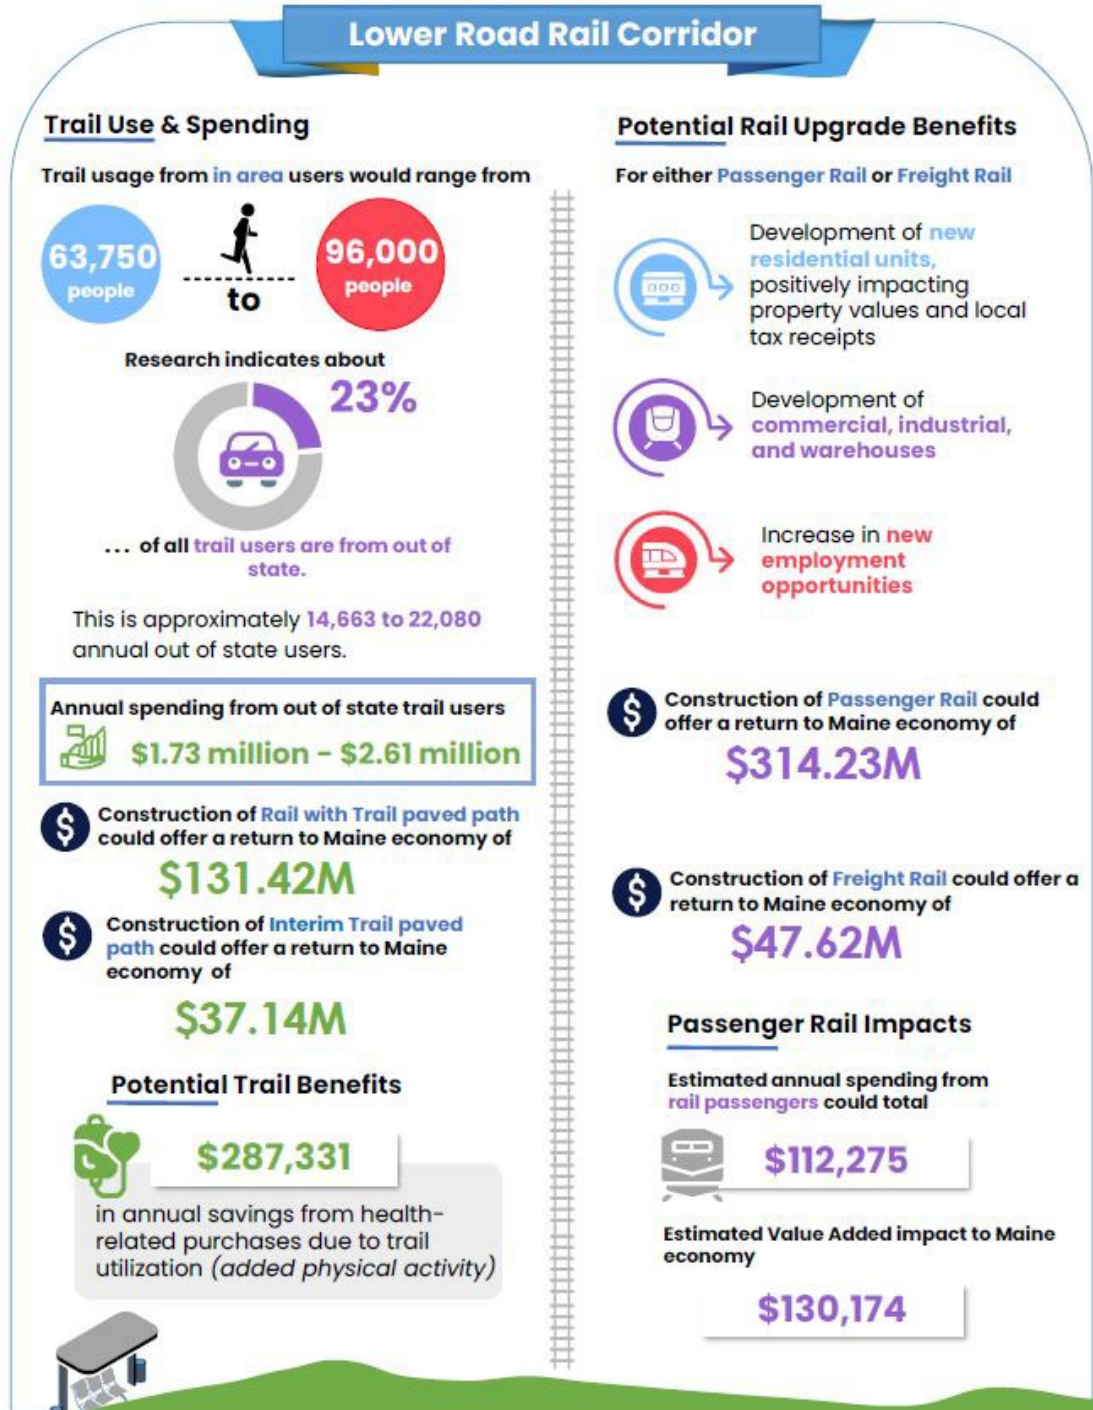 Lower Road Rail Corridor
Trail Use & Spending
Trail usage from in area users would range from
63,750
people
to
96,000
people
Research indicates about
23%
... of all trail users are from out of
state.
This is approximately 14,663 to 22,080
annual out of state users.
Annual spending from out of state trail users
$1.73 million - $2.61 million
Construction of Rail with Trail paved path
could offer a return to Maine economy of
$131.42M
Construction of Interim Trail paved
path could offer a return to Maine
economy of
$37.14M
Potential Trail Benefits
$287,331
in annual savings from health-
related purchases due to trail
utilization (added physical activity)
Potential Rail Upgrade Benefits
For either Passenger Rail or Freight Rail
Development of new
residential units,
positively impacting
property values and local
tax receipts
Development of
commercial, industrial,
and warehouses
Increase in new
employment
opportunities
Construction of Passenger Rail could
offer a return to Maine economy of
$314.23M
Construction of Freight Rail could offer a
return to Maine economy of
$47.62M
Passenger Rail Impacts
Estimated annual spending from
rail passengers could total
$112,275
Estimated Value Added impact to Maine
economy
$130,174